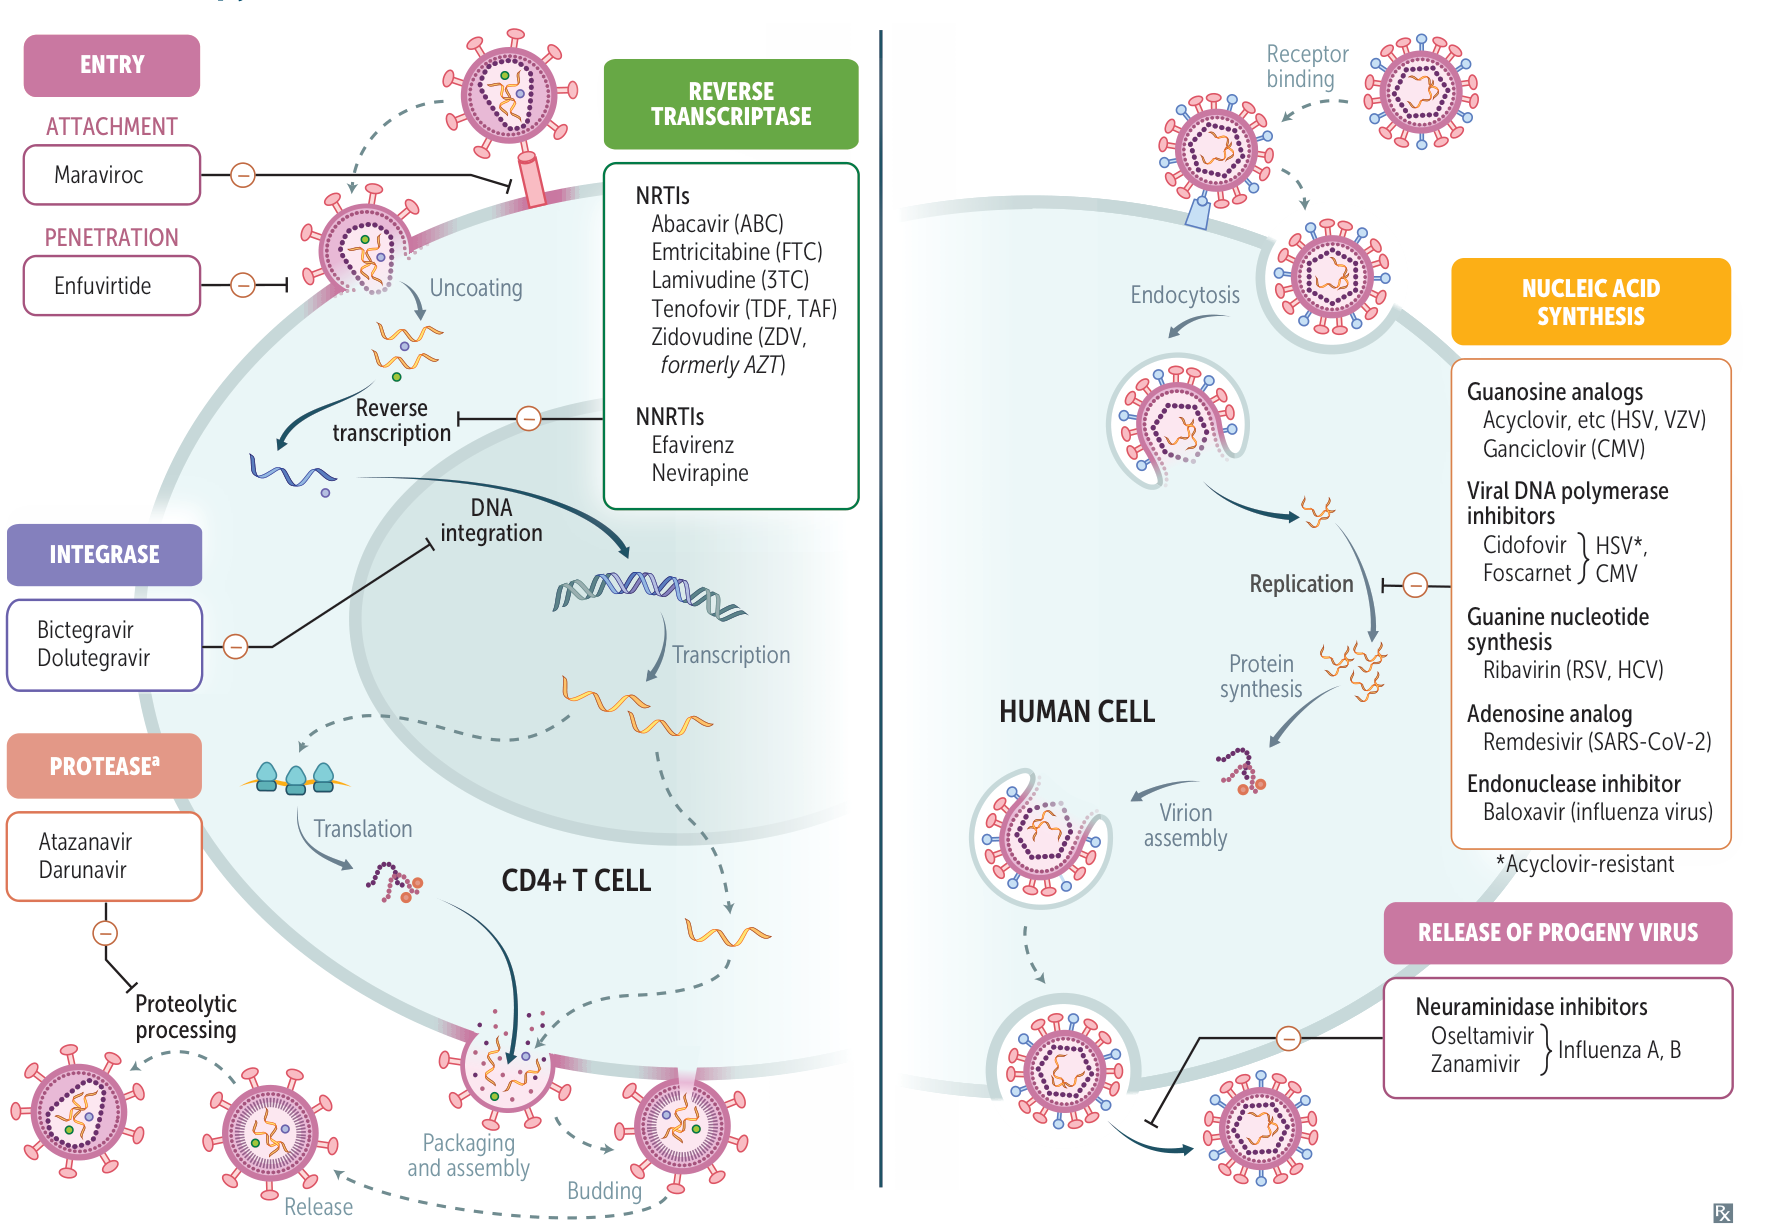 ENTRY
ATTACHMENT
Maraviroc
PENETRATION
Enfuvirtide
REVERSE
TRANSCRIPTASE
NRTIs
Abacavir (ABC)
Emtricitabine (FTC)
Lamivudine (3TC)
Tenofovir (TDF, TAF)
Zidovudine (ZDV,
formerly AZT)
NNRTIs
Efavirenz
Nevirapine
Uncoating
Reverse
transcription
DNA
integration
INTEGRASE
Bictegravir
Dolutegravir
Transcription
PROTEASEᵃ
Atazanavir
Darunavir
Translation
CD4+ T CELL
Proteolytic
processing
Packaging
and assembly
Budding
Release
Receptor
binding
Endocytosis
NUCLEIC ACID
SYNTHESIS
Guanosine analogs
Acyclovir, etc (HSV, VZV)
Ganciclovir (CMV)
Viral DNA polymerase
inhibitors
Cidofovir
Foscarnet
HSV*,
CMV
Guanine nucleotide
synthesis
Ribavirin (RSV, HCV)
Adenosine analog
Remdesivir (SARS-CoV-2)
Endonuclease inhibitor
Baloxavir (influenza virus)
*Acyclovir-resistant
Replication
Protein
synthesis
HUMAN CELL
Virion
assembly
RELEASE OF PROGENY VIRUS
Neuraminidase inhibitors
Oseltamivir
Zanamivir
Influenza A, B
Rx